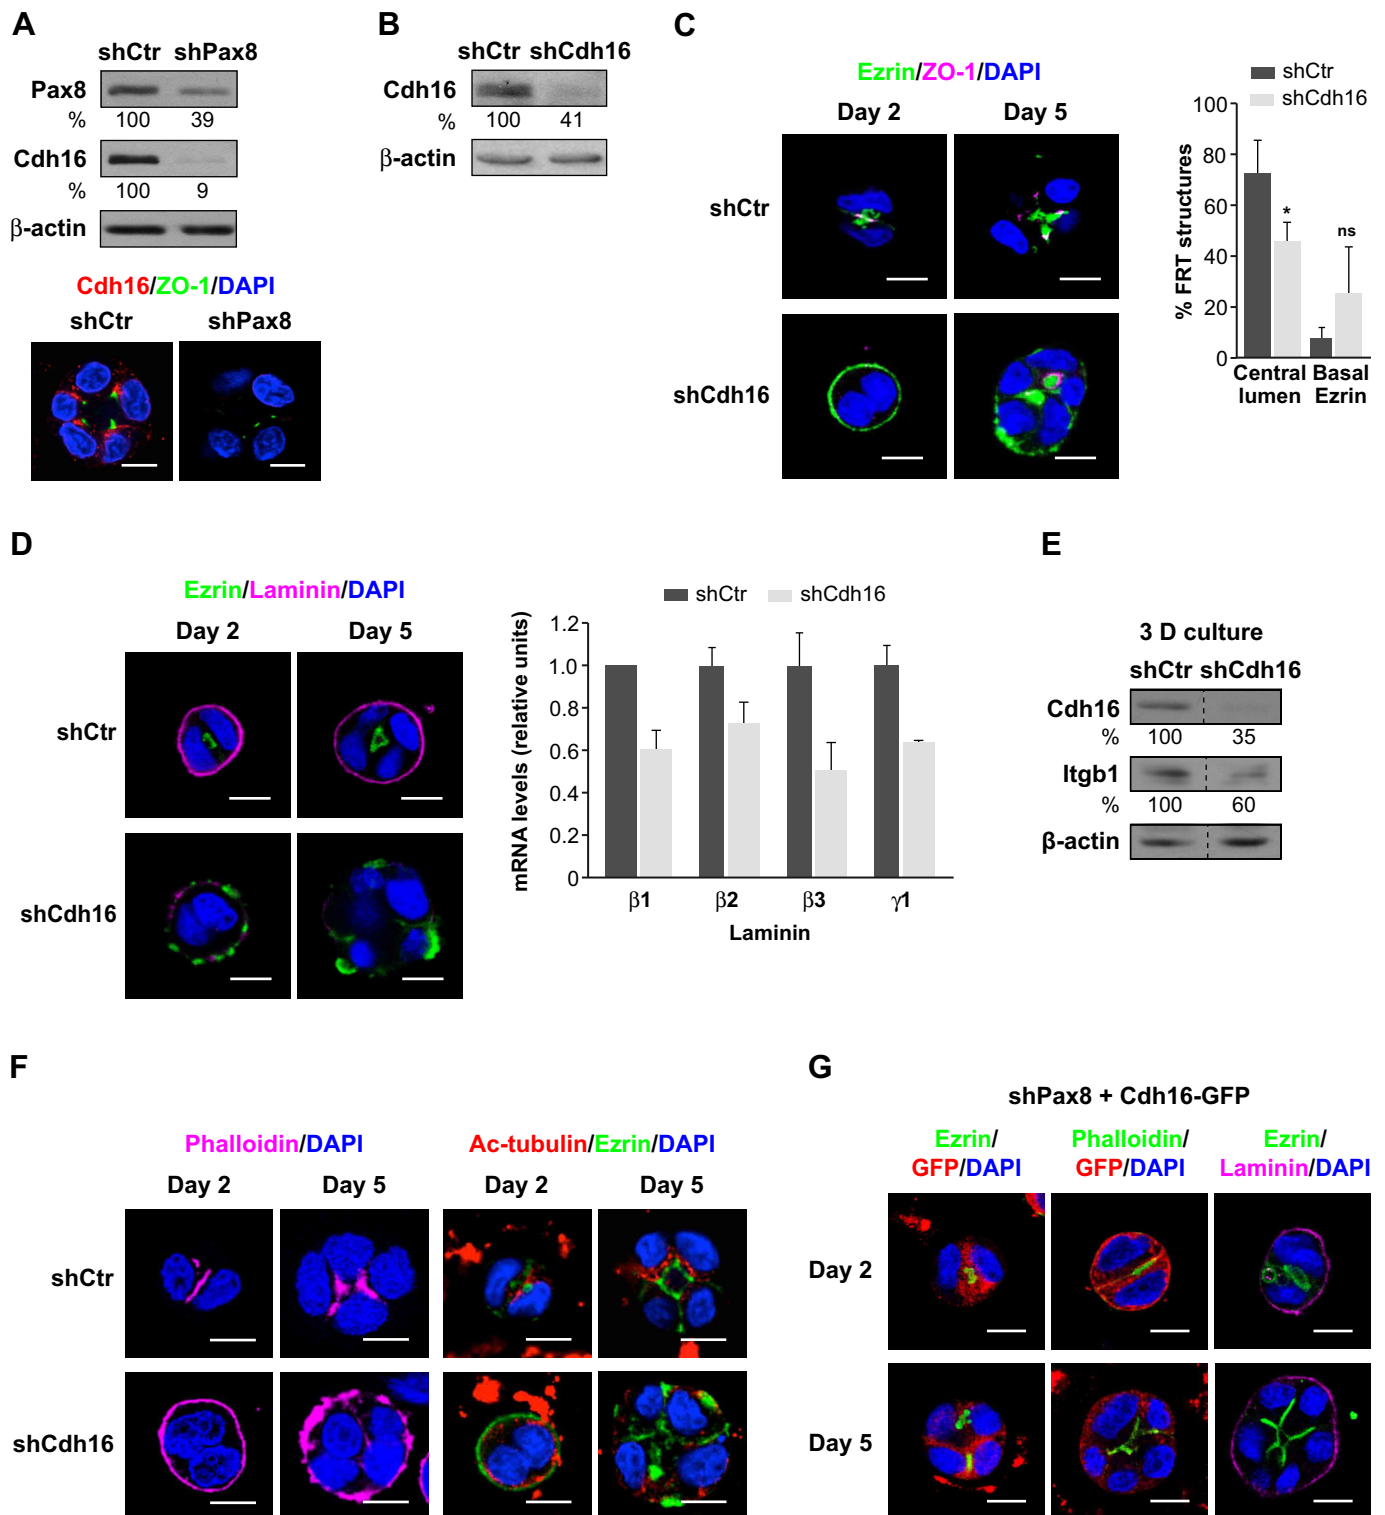 A
shCtr shPax8
Pax8
% 100 39
Cdh16
% 100 9
β-actin
Cdh16/ZO-1/DAPI
shCtr shPax8
B
shCtr shCdh16
Cdh16
% 100 41
β-actin
C
Ezrin/ZO-1/DAPI
Day 2 Day 5
shCtr
shCdh16
shCtr
shCdh16
% FRT structures
100
80
60
40
20
0
*
ns
Central lumen
Basal Ezrin
D
Ezrin/Laminin/DAPI
Day 2 Day 5
shCtr
shCdh16
shCtr shCdh16
mRNA levels (relative units)
1.2
1.0
0.8
0.6
0.4
0.2
0
β1 β2 β3 γ1
Laminin
E
3 D culture
shCtr shCdh16
Cdh16
% 100 35
Itgb1
% 100 60
β-actin
F
Phalloidin/DAPI
Day 2 Day 5
Ac-tubulin/Ezrin/DAPI
Day 2 Day 5
shCtr
shCdh16
G
shPax8 + Cdh16-GFP
Ezrin/
GFP/DAPI
Phalloidin/
GFP/DAPI
Ezrin/
Laminin/DAPI
Day 2
Day 5